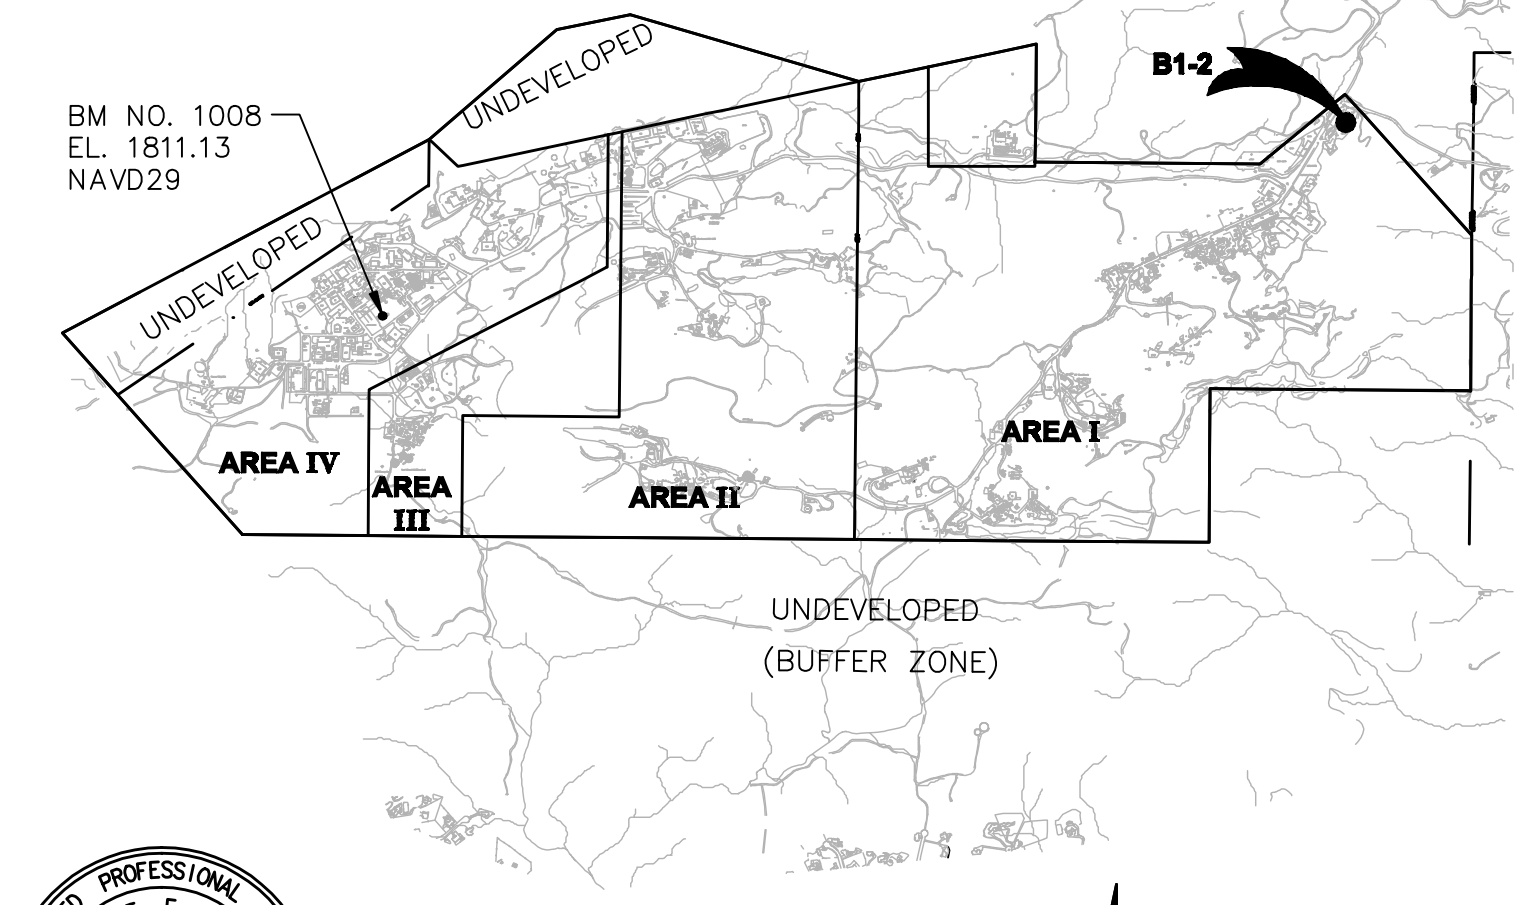 UNDEVELOPED
B1-2
BM NO. 1008
EL. 1811.13
NAVD29
UNDEVELOPED
AREA I
AREA IV
AREA
III
AREA II
UNDEVELOPED
(BUFFER ZONE)
PROFESSIONAL